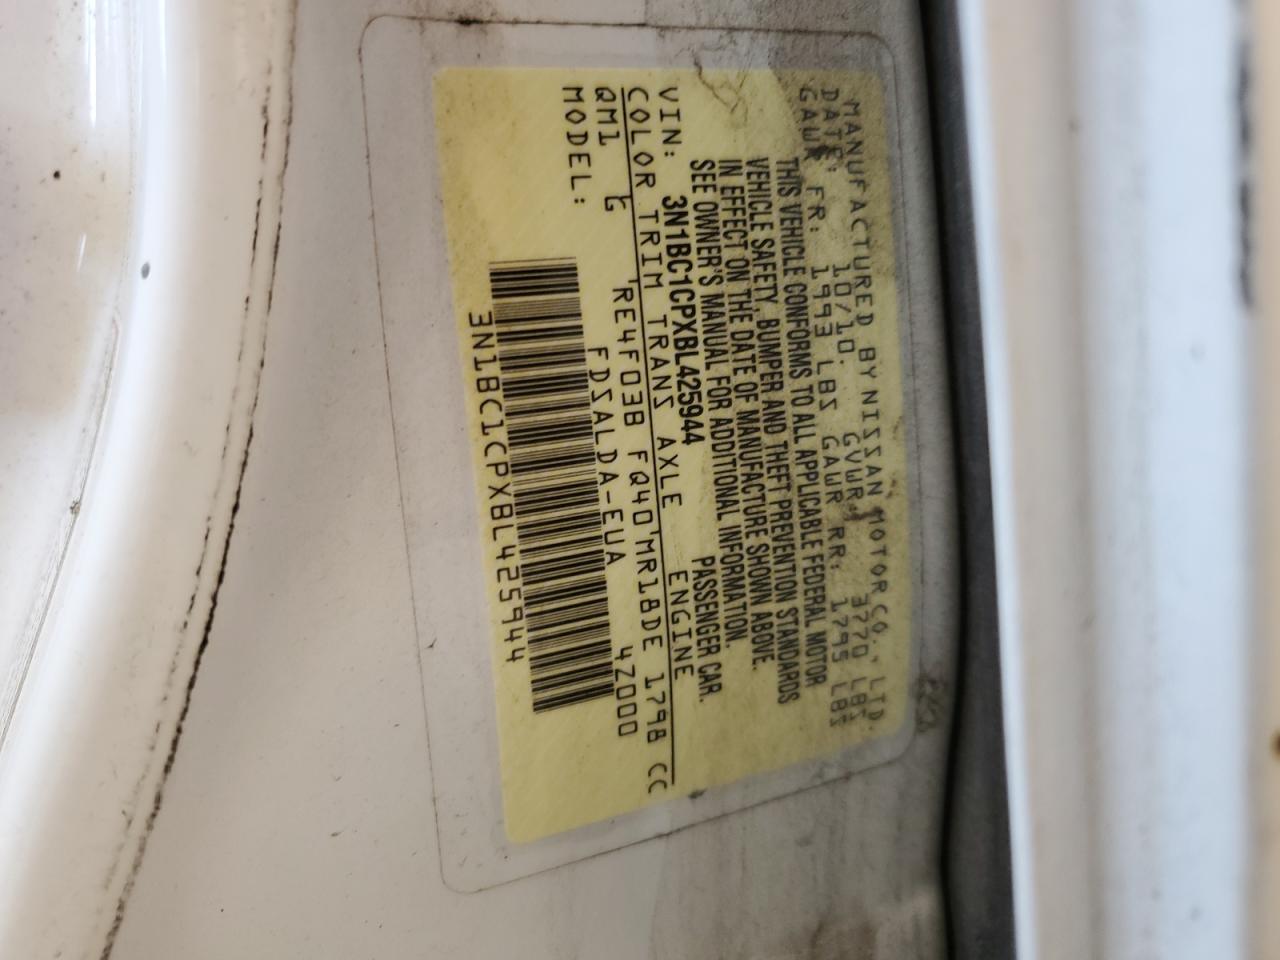 MANUFACTURED BY NISSAN MOTOR CO., LTD.
DATE: 10/10. GVWR: 3770 LBS
GAWR FR: 1993 LBS GAWR RR: 1795 LBS
THIS VEHICLE CONFORMS TO ALL APPLICABLE FEDERAL MOTOR
VEHICLE SAFETY, BUMPER AND THEFT PREVENTION STANDARDS
IN EFFECT ON THE DATE OF MANUFACTURE SHOWN ABOVE.
SEE OWNER'S MANUAL FOR ADDITIONAL INFORMATION.
VIN: 3N1BC1CPXBL425944 PASSENGER CAR.
COLOR TRIM TRANS AXLE ENGINE
QM1 G 'RE4F03B FQ40'MR18DE 1798 CC
MODEL: FDSALDA-EUA 4Z000
3N1BC1CPXBL425944